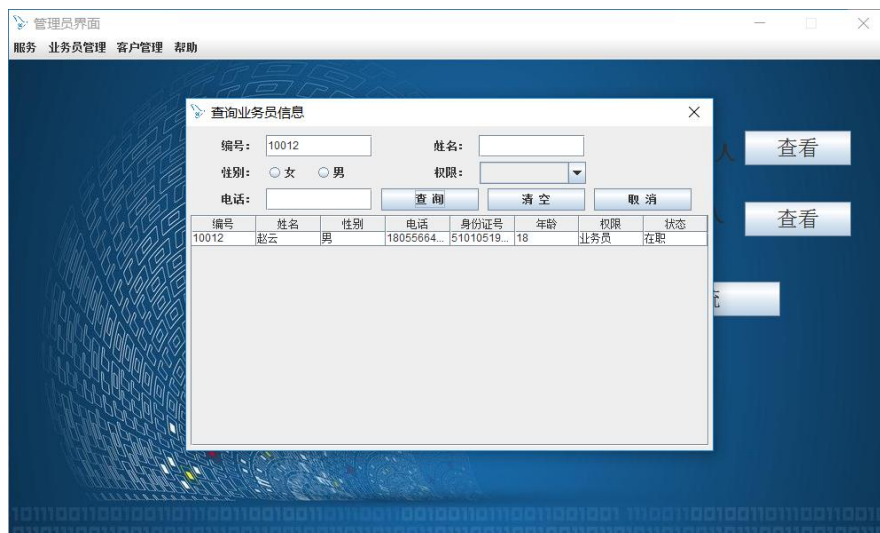 管理员界面
服务 业务员管理 客户管理 帮助
查询业务员信息
编号: 10012 姓名:
性别: 女 男 权限:
电话: 查 询 清 空 取 消
编号 姓名 性别 电话 身份证号 年龄 权限 状态
10012 赵云 男 18055664... 51010519... 18 业务员 在职
人 查看
查看